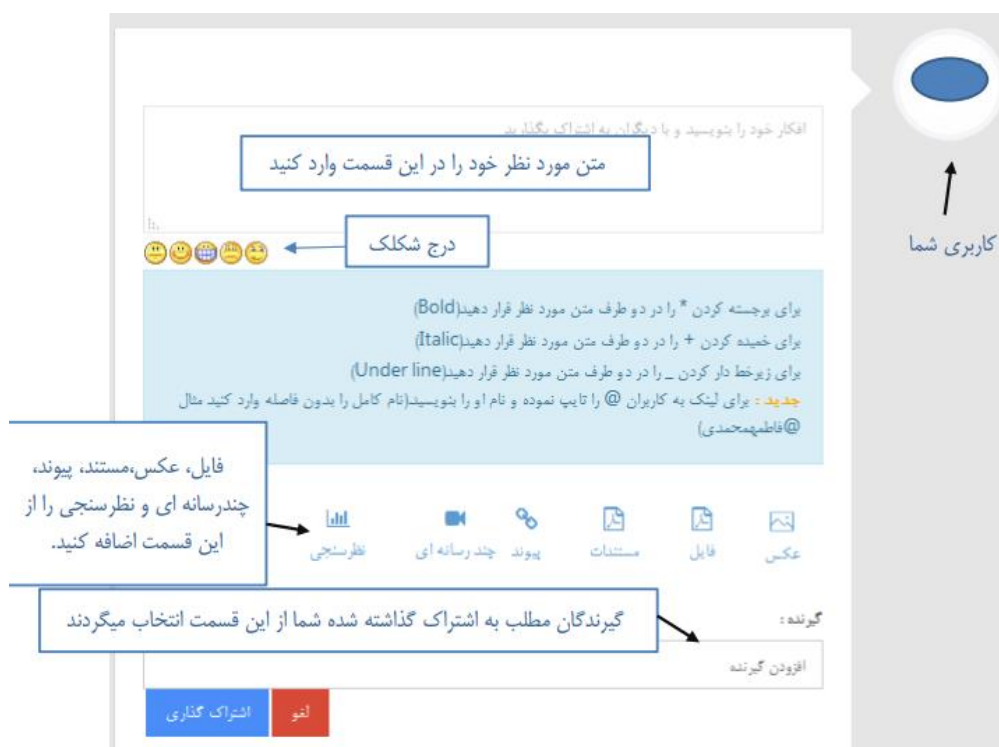 افکار خود را بنویسید و با دیگران به اشتراک بگذارید
متن مورد نظر خود را در این قسمت وارد کنید
کاربری شما
درج شکلک
برای برجسته کردن * را در دو طرف متن مورد نظر قرار دهید(Bold)
برای خمیده کردن + را در دو طرف متن مورد نظر قرار دهید(Italic)
برای زیرخط دار کردن _ را در دو طرف متن مورد نظر قرار دهید(Under line)
جدید : برای لینک به کاربران @ را تایپ نموده و نام او را بنویسید(نام کامل را بدون فاصله وارد کنید مثال
@فاطمهمحمدی)
فایل، عکس،مستند، پیوند،
چندرسانه ای و نظرسنجی را از
این قسمت اضافه کنید.
عکس فایل مستندات پیوند چند رسانه ای نظرسنجی
گیرنده :
گیرندگان مطلب به اشتراک گذاشته شده شما از این قسمت انتخاب میگردند
افزودن گیرنده
لغو اشتراک گذاری